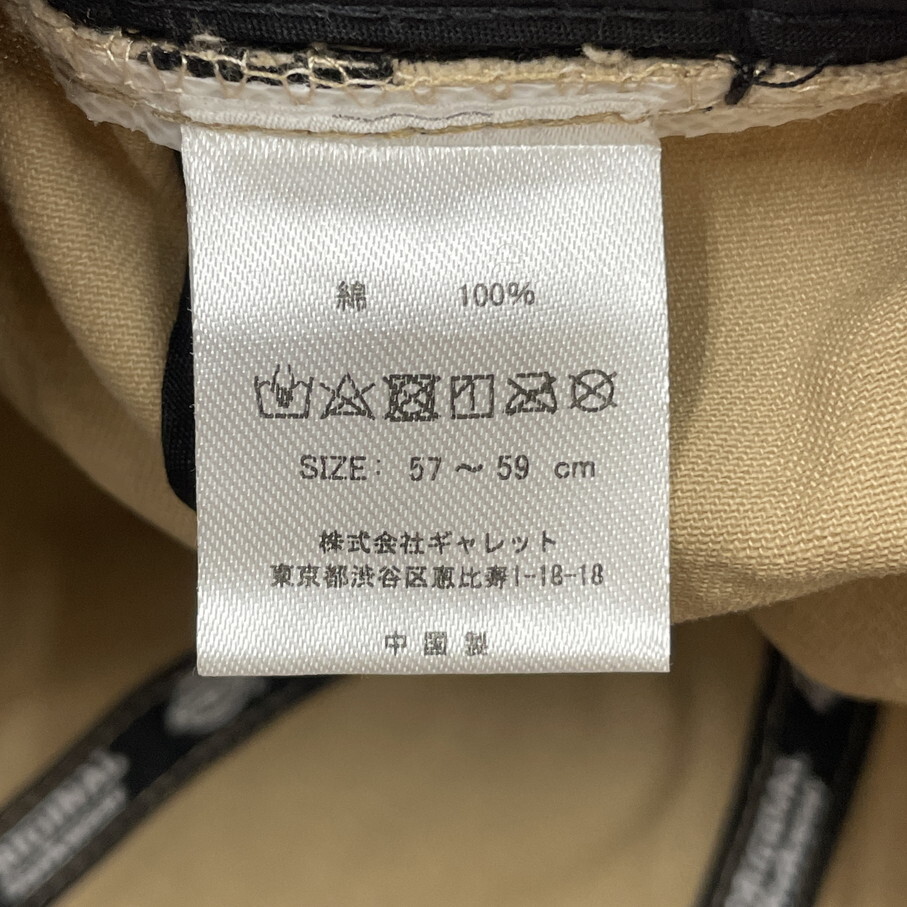 綿 100%
SIZE: 57 ～ 59 cm
株式会社ギャレット
東京都渋谷区恵比寿1-18-18
中国製